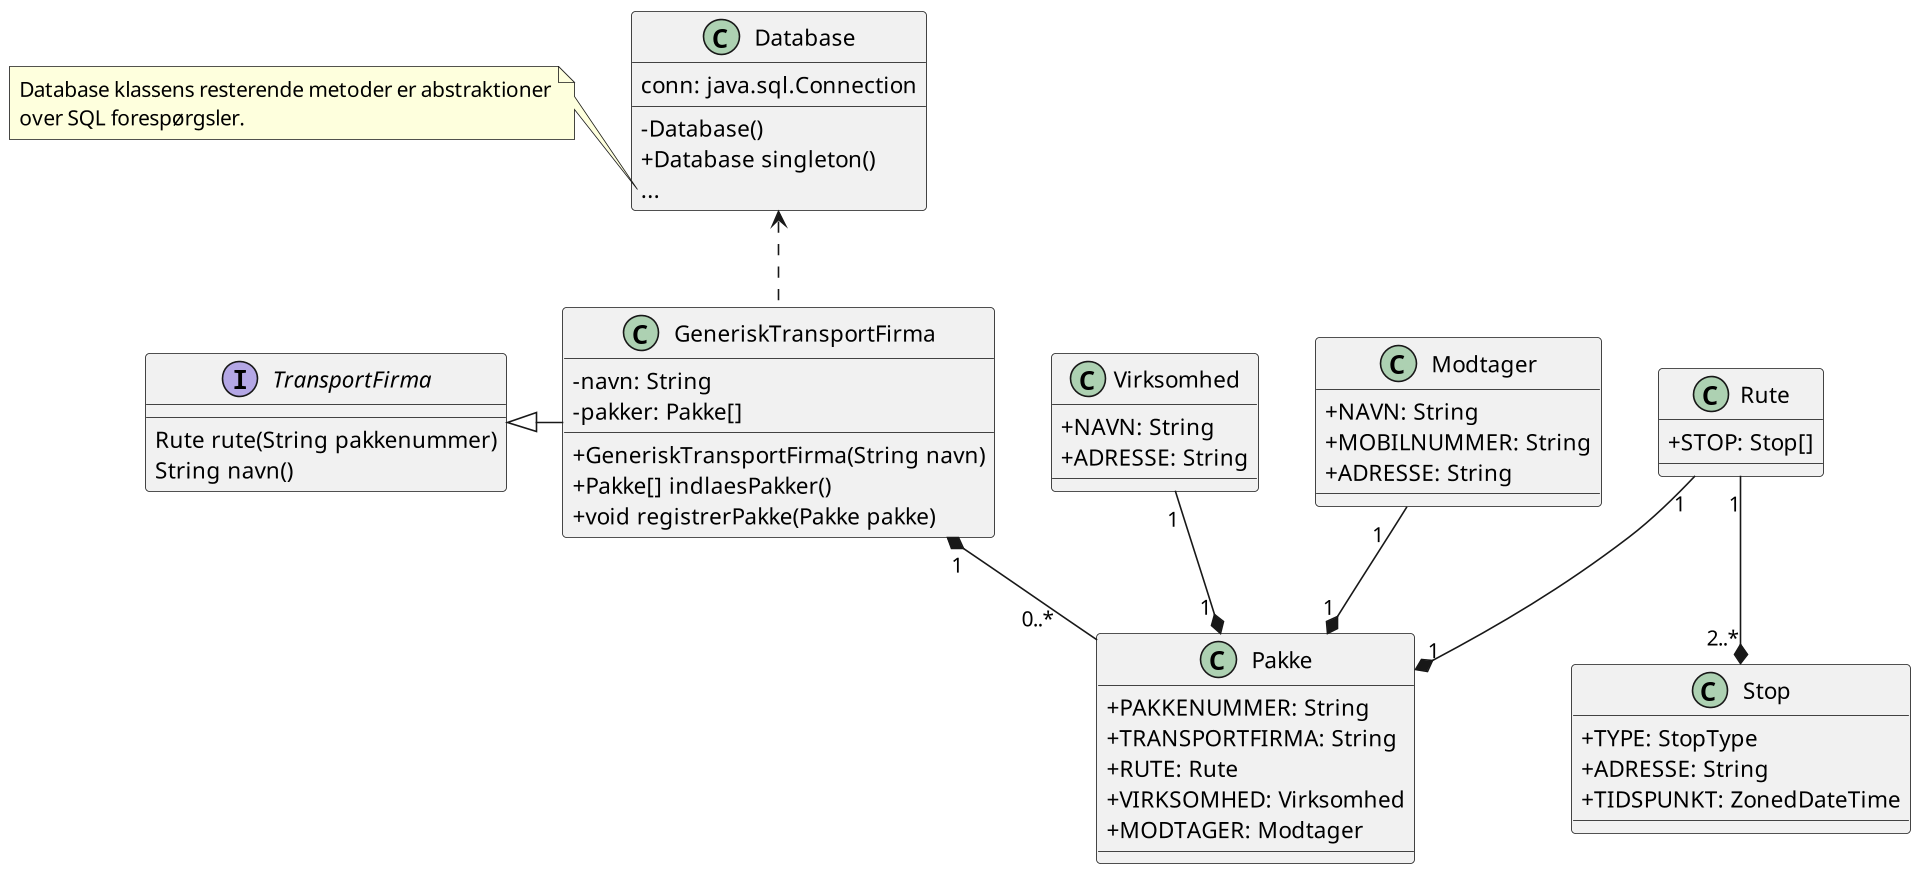 C Database
conn: java.sql.Connection
-Database()
+Database singleton()
...
Database klassens resterende metoder er abstraktioner
over SQL forespørgsler.
I TransportFirma
Rute rute(String pakkenummer)
String navn()
C GeneriskTransportFirma
-navn: String
-pakker: Pakke[]
+GeneriskTransportFirma(String navn)
+Pakke[] indlaesPakker()
+void registrerPakke(Pakke pakke)
C Virksomhed
+NAVN: String
+ADRESSE: String
C Modtager
+NAVN: String
+MOBILNUMMER: String
+ADRESSE: String
C Rute
+STOP: Stop[]
1
0..*
1
1
1
1
1
1
1
2..*
C Pakke
+PAKKENUMMER: String
+TRANSPORTFIRMA: String
+RUTE: Rute
+VIRKSOMHED: Virksomhed
+MODTAGER: Modtager
C Stop
+TYPE: StopType
+ADRESSE: String
+TIDSPUNKT: ZonedDateTime